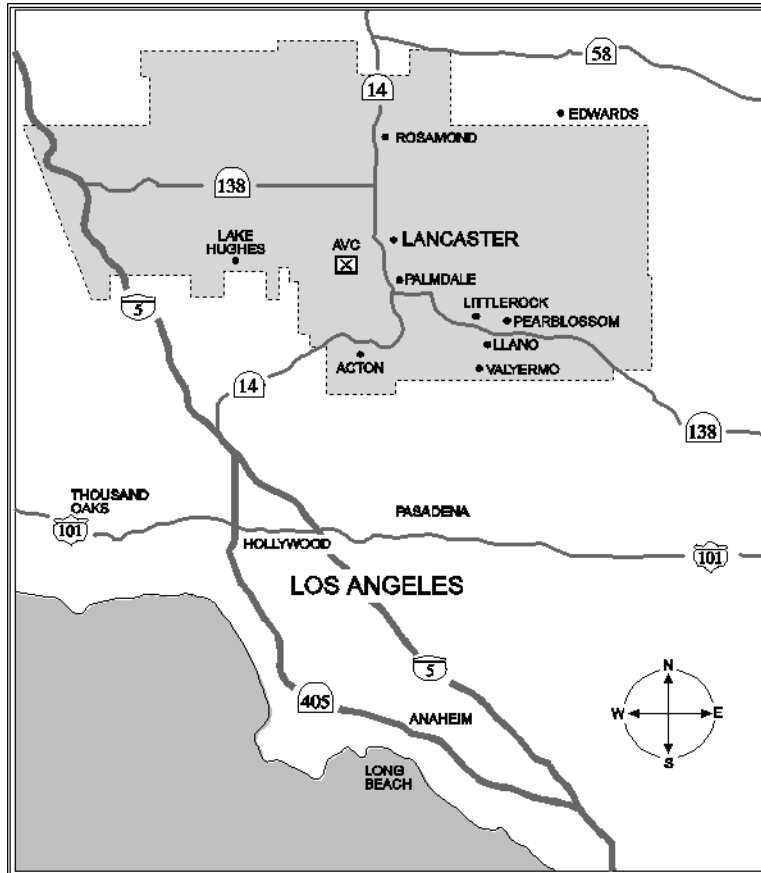 58
14
EDWARDS
ROSAMOND
138
LAKE
HUGHES
AVC
LANCASTER
PALMDALE
LITTLEROCK
PEARBLOSSOM
5
LLANO
ACTON
VALYERMO
14
138
THOUSAND
OAKS
PASADENA
101
HOLLYWOOD
101
LOS ANGELES
5
N
405
W
E
ANAHEIM
S
LONG
BEACH